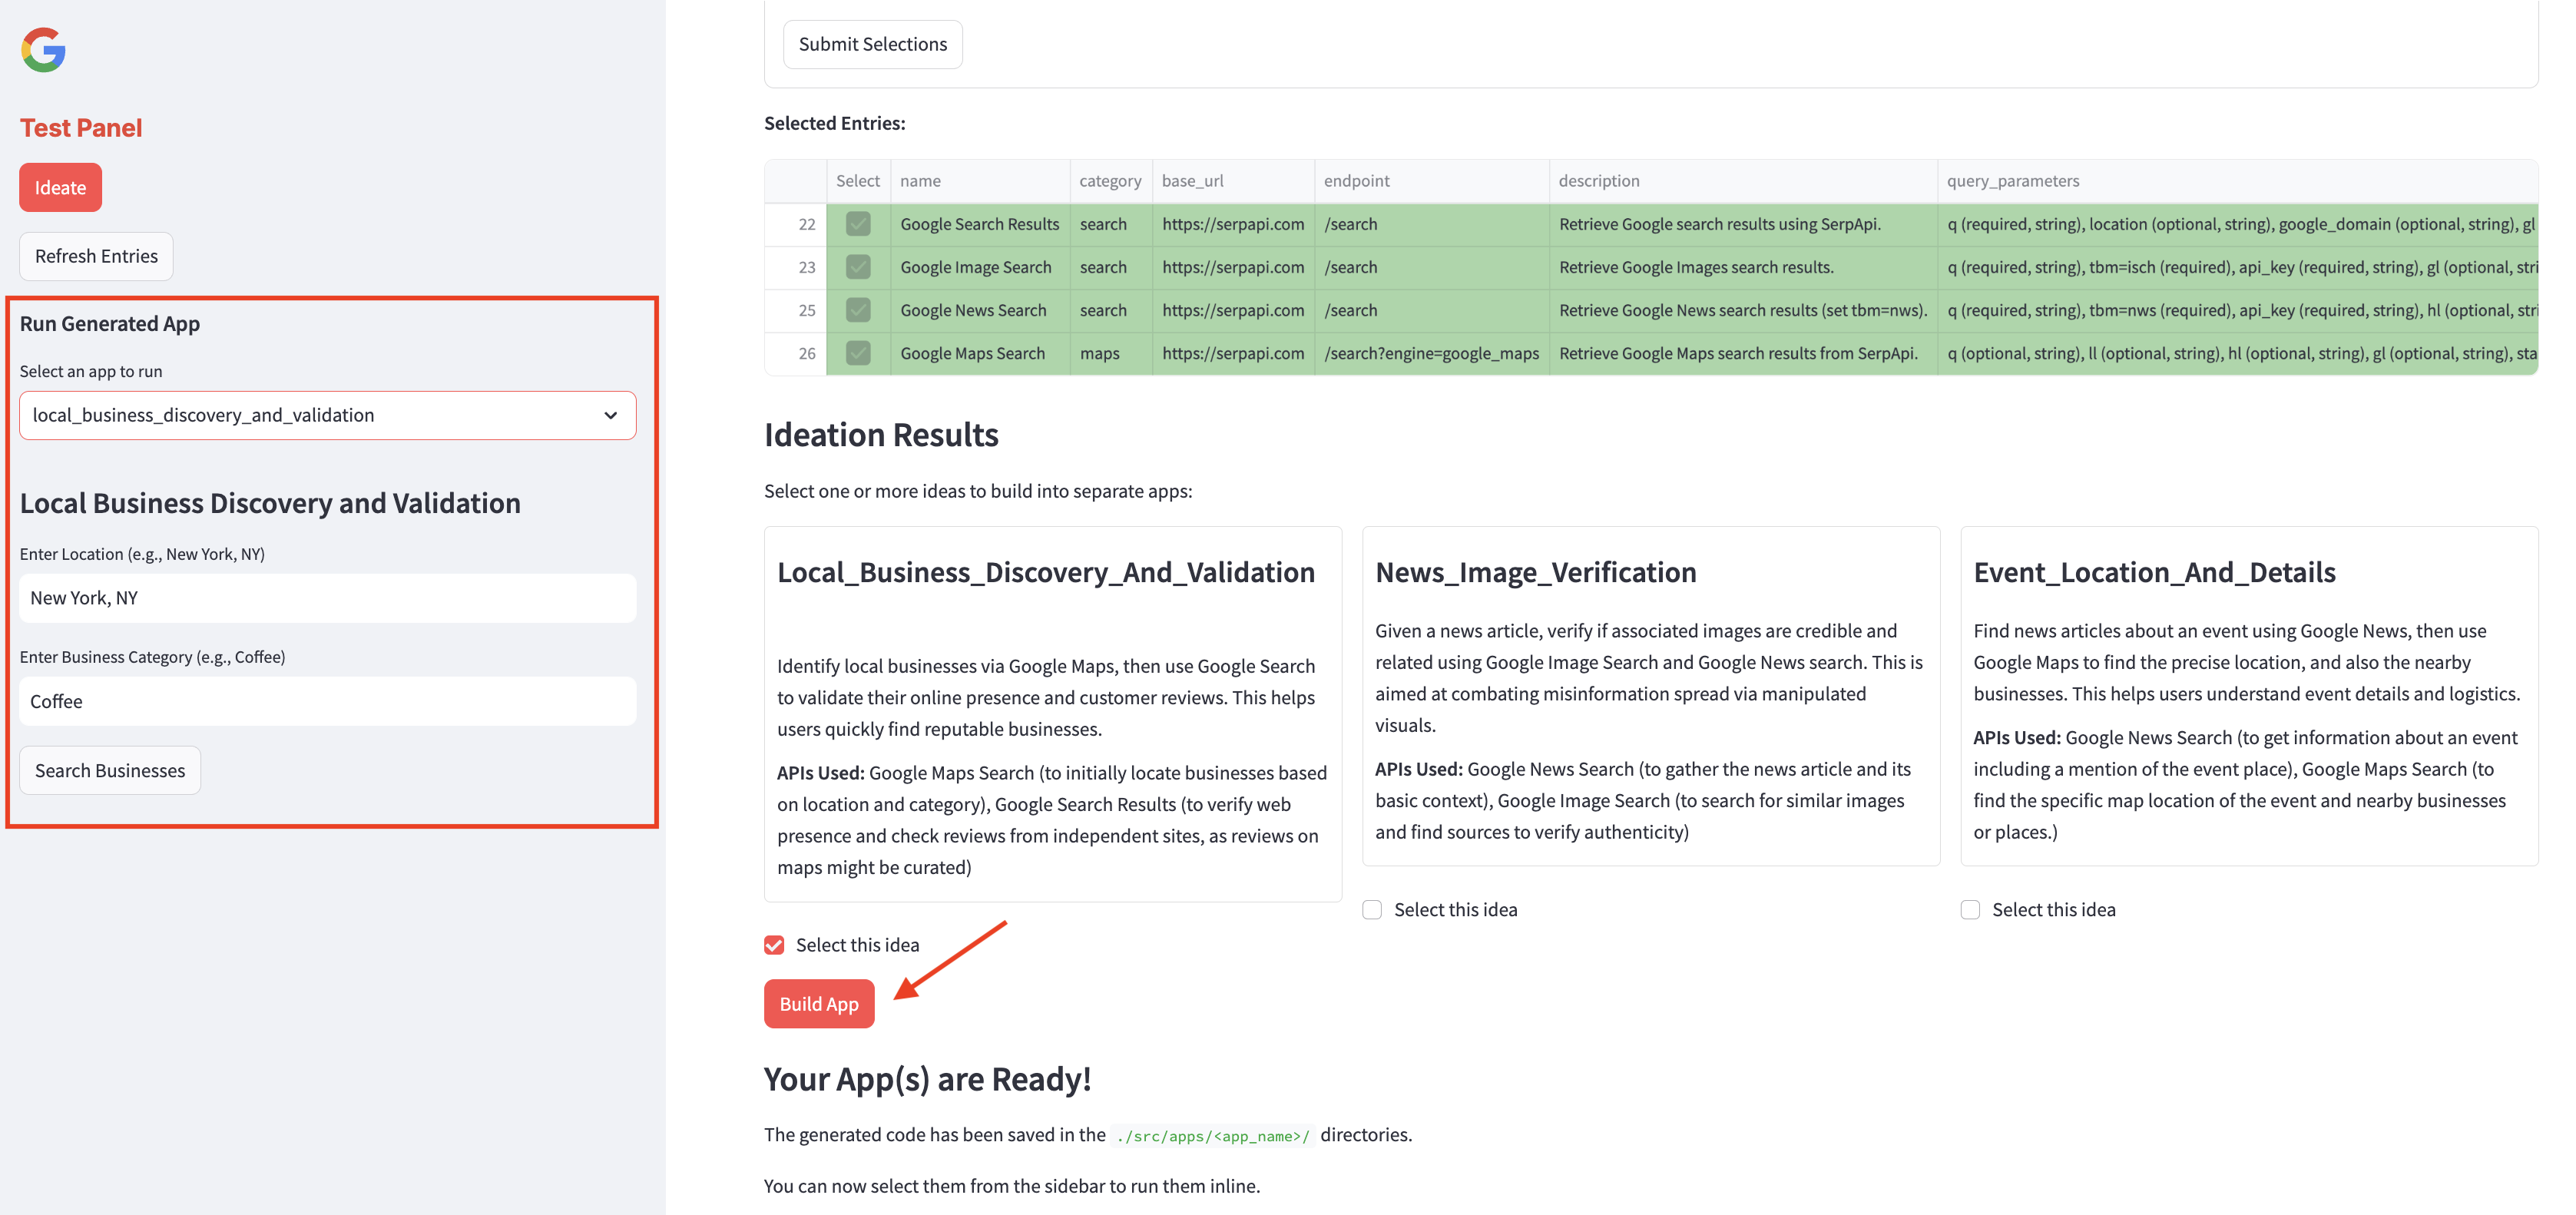 Test Panel
Ideate
Refresh Entries
Run Generated App
Select an app to run
local_business_discovery_and_validation
Local Business Discovery and Validation
Enter Location (e.g., New York, NY)
New York, NY
Enter Business Category (e.g., Coffee)
Coffee
Search Businesses
Submit Selections
Selected Entries:
Select name category base_url endpoint description query_parameters
22 Google Search Results search https://serpapi.com /search Retrieve Google search results using SerpApi. q (required, string), location (optional, string), google_domain (optional, string), gl
23 Google Image Search search https://serpapi.com /search Retrieve Google Images search results. q (required, string), tbm=isch (required), api_key (required, string), gl (optional, stri
25 Google News Search search https://serpapi.com /search Retrieve Google News search results (set tbm=nws). q (required, string), tbm=nws (required), api_key (required, string), hl (optional, stri
26 Google Maps Search maps https://serpapi.com /search?engine=google_maps Retrieve Google Maps search results from SerpApi. q (optional, string), ll (optional, string), hl (optional, string), gl (optional, string), sta
Ideation Results
Select one or more ideas to build into separate apps:
Local_Business_Discovery_And_Validation
Identify local businesses via Google Maps, then use Google Search
to validate their online presence and customer reviews. This helps
users quickly find reputable businesses.
APIs Used: Google Maps Search (to initially locate businesses based
on location and category), Google Search Results (to verify web
presence and check reviews from independent sites, as reviews on
maps might be curated)
Select this idea
News_Image_Verification
Given a news article, verify if associated images are credible and
related using Google Image Search and Google News search. This is
aimed at combating misinformation spread via manipulated
visuals.
APIs Used: Google News Search (to gather the news article and its
basic context), Google Image Search (to search for similar images
and find sources to verify authenticity)
Select this idea
Event_Location_And_Details
Find news articles about an event using Google News, then use
Google Maps to find the precise location, and also the nearby
businesses. This helps users understand event details and logistics.
APIs Used: Google News Search (to get information about an event
including a mention of the event place), Google Maps Search (to
find the specific map location of the event and nearby businesses
or places.)
Select this idea
Build App
Your App(s) are Ready!
The generated code has been saved in the ./src/apps/<app_name>/ directories.
You can now select them from the sidebar to run them inline.